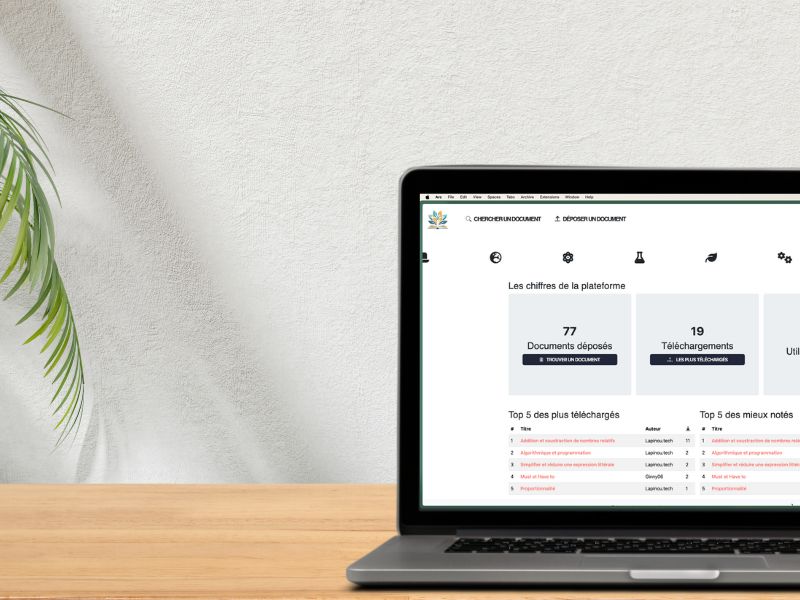 Arc File Edit View Spaces Tabs Archive Extensions Window Help
CHERCHER UN DOCUMENT DÉPOSER UN DOCUMENT
Les chiffres de la plateforme
77
Documents déposés
TROUVER UN DOCUMENT
19
Téléchargements
LES PLUS TÉLÉCHARGÉS
Top 5 des plus téléchargés
# Titre Auteur
1 Addition et soustraction de nombres relatifs Lapinou.tech 11
2 Algorithmique et programmation Lapinou.tech 2
3 Simplifier et réduire une expression littérale Lapinou.tech 2
4 Must et Have to Ginny06 2
5 Proportionnalité Lapinou.tech 1
Top 5 des mieux notés
# Titre
1 Addition et soustraction de nombres
2 Algorithmique et programmation
3 Simplifier et réduire une expression
4 Must et Have to
5 Proportionnalité